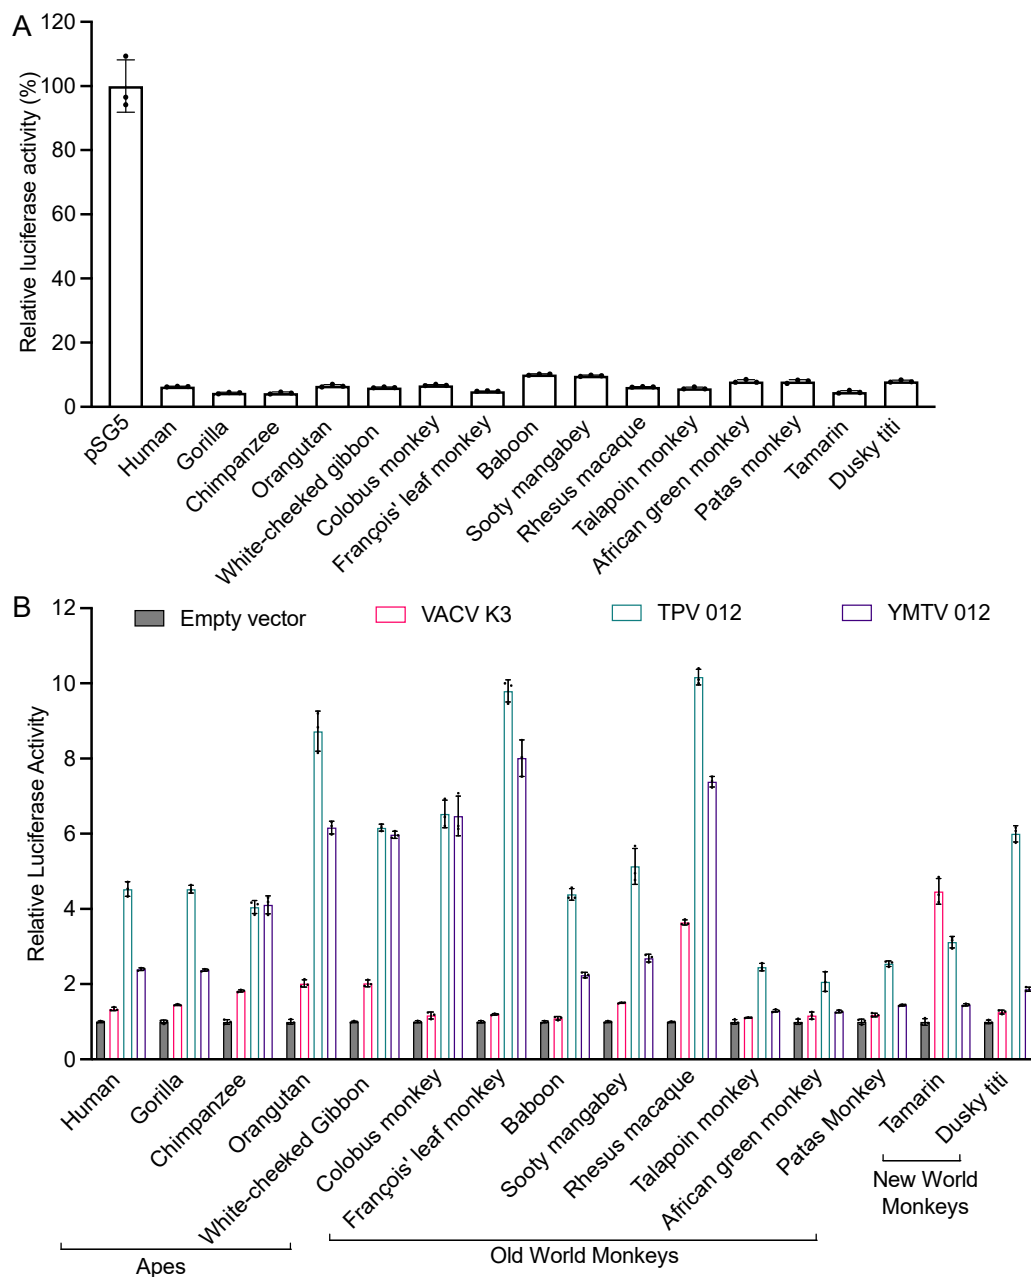 A
Relative luciferase activity (%)
120
100
80
60
40
20
0
pSG5
Human
Gorilla
Chimpanzee
Orangutan
White-cheeked gibbon
Colobus monkey
François' leaf monkey
Baboon
Sooty mangabey
Rhesus macaque
Talapoin monkey
African green monkey
Patas monkey
Tamarin
Dusky titi
B
Empty vector
VACV K3
TPV 012
YMTV 012
Relative Luciferase Activity
12
10
8
6
4
2
0
Human
Gorilla
Chimpanzee
Orangutan
White-cheeked Gibbon
Colobus monkey
François' leaf monkey
Baboon
Sooty mangabey
Rhesus macaque
Talapoin monkey
African green monkey
Patas Monkey
Tamarin
Dusky titi
Apes
Old World Monkeys
New World
Monkeys